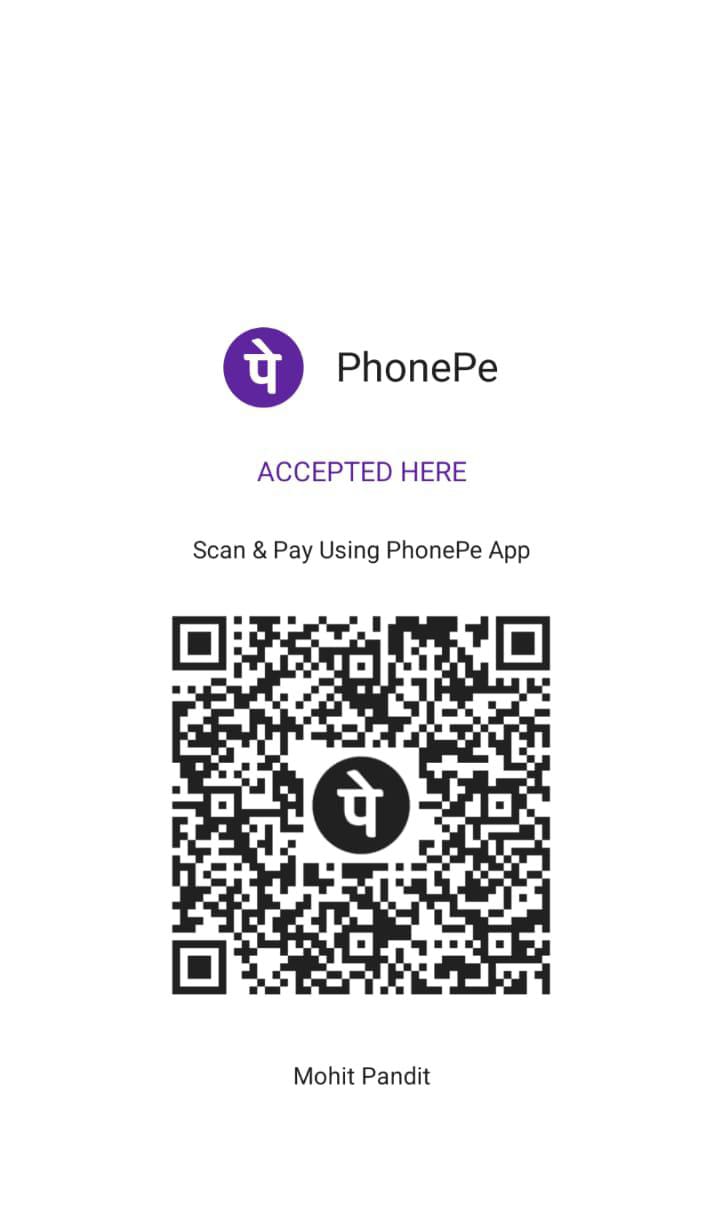 पे PhonePe
ACCEPTED HERE
Scan & Pay Using PhonePe App
पे
Mohit Pandit